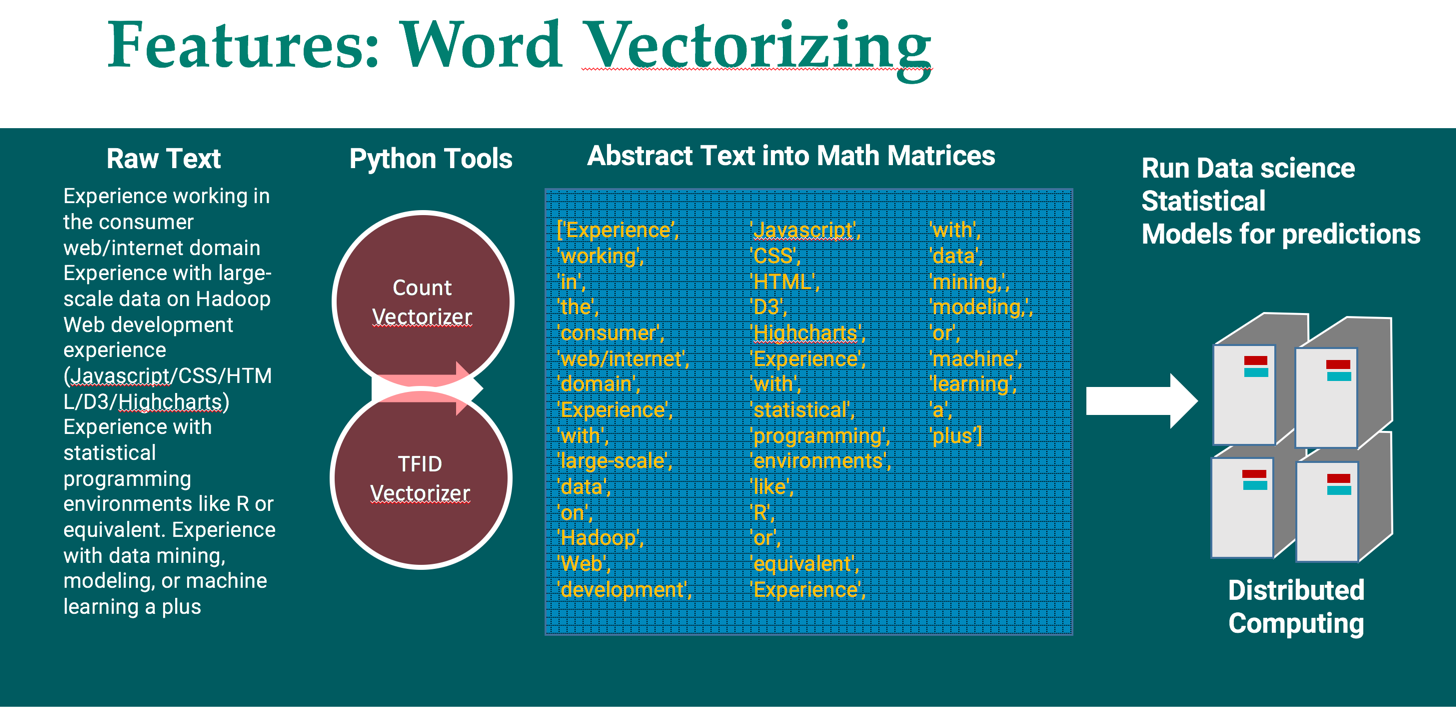 Features: Word Vectorizing
Raw Text
Experience working in
the consumer
web/internet domain
Experience with large-
scale data on Hadoop
Web development
experience
(Javascript/CSS/HTM
L/D3/Highcharts)
Experience with
statistical
programming
environments like R or
equivalent. Experience
with data mining,
modeling, or machine
learning a plus
Python Tools
Count
Vectorizer
TFID
Vectorizer
Abstract Text into Math Matrices
['Experience',
'working',
'in',
'the',
'consumer',
'web/internet',
'domain',
'Experience',
'with',
'large-scale',
'data',
'on',
'Hadoop',
'Web',
'development',
'Javascript',
'CSS',
'HTML',
'D3',
'Highcharts',
'Experience',
'with',
'statistical',
'programming',
'environments',
'like',
'R',
'or',
'equivalent',
'Experience',
'with',
'data',
'mining,',
'modeling,',
'or',
'machine',
'learning',
'a',
'plus']
Run Data science
Statistical
Models for predictions
Distributed
Computing